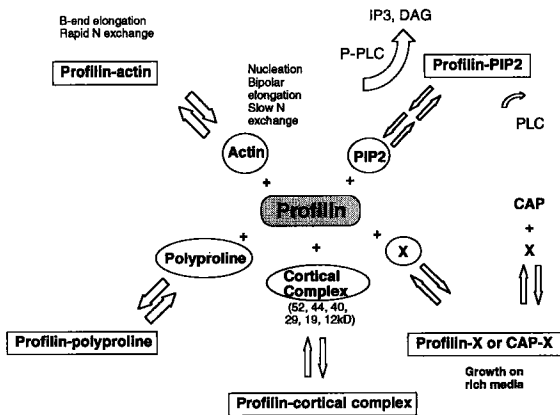 B-end elongation
Rapid N exchange
Profilin-actin
Nucleation
Bipolar
elongation
Slow N
exchange
Actin
IP3, DAG
P-PLC
Profilin-PIP2
PLC
PIP2
+
+
Profilin
+
+
+
Polyproline
Cortical
Complex
(52, 44, 40,
29, 19, 12kD)
X
CAP
+
X
Profilin-polyproline
Profilin-X or CAP-X
Growth on
rich media
Profilin-cortical complex